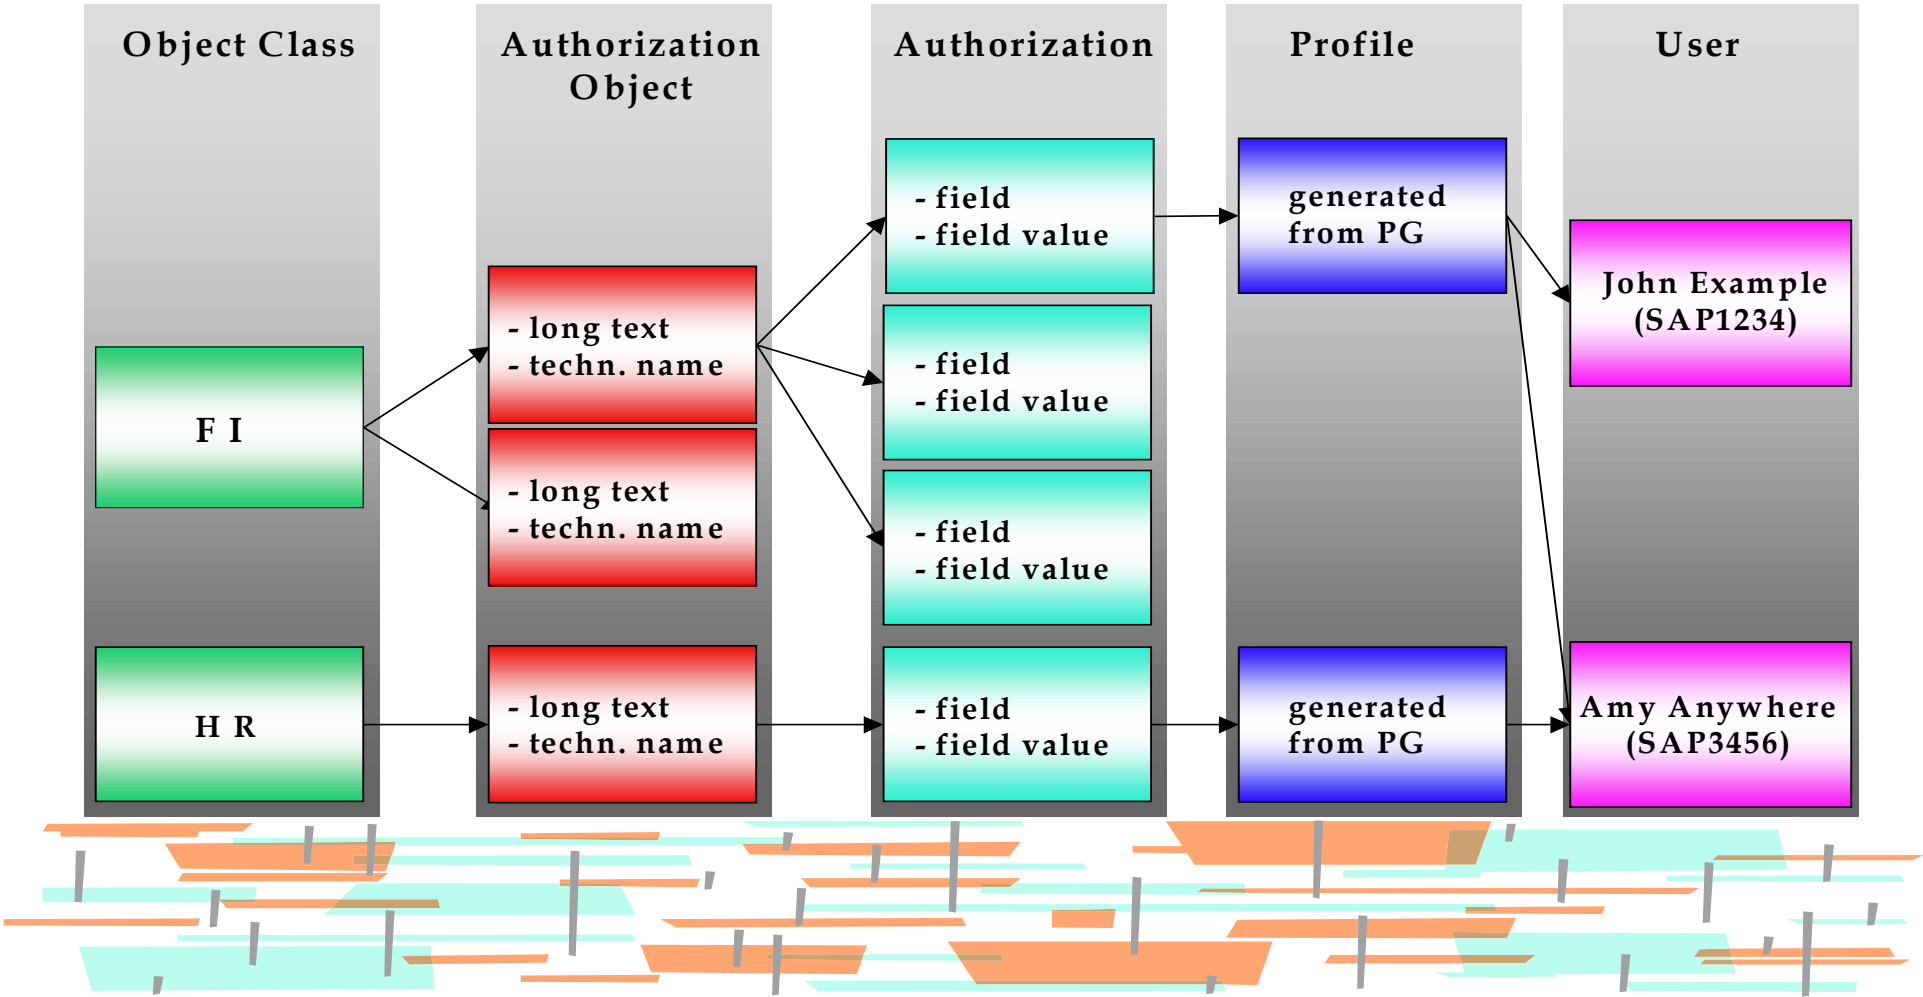 Object Class
Authorization
Object
Authorization
Profile
User
F I
H R
- long text
- techn. name
- long text
- techn. name
- long text
- techn. name
- field
- field value
- field
- field value
- field
- field value
- field
- field value
generated
from PG
generated
from PG
John Example
(SAP1234)
Amy Anywhere
(SAP3456)